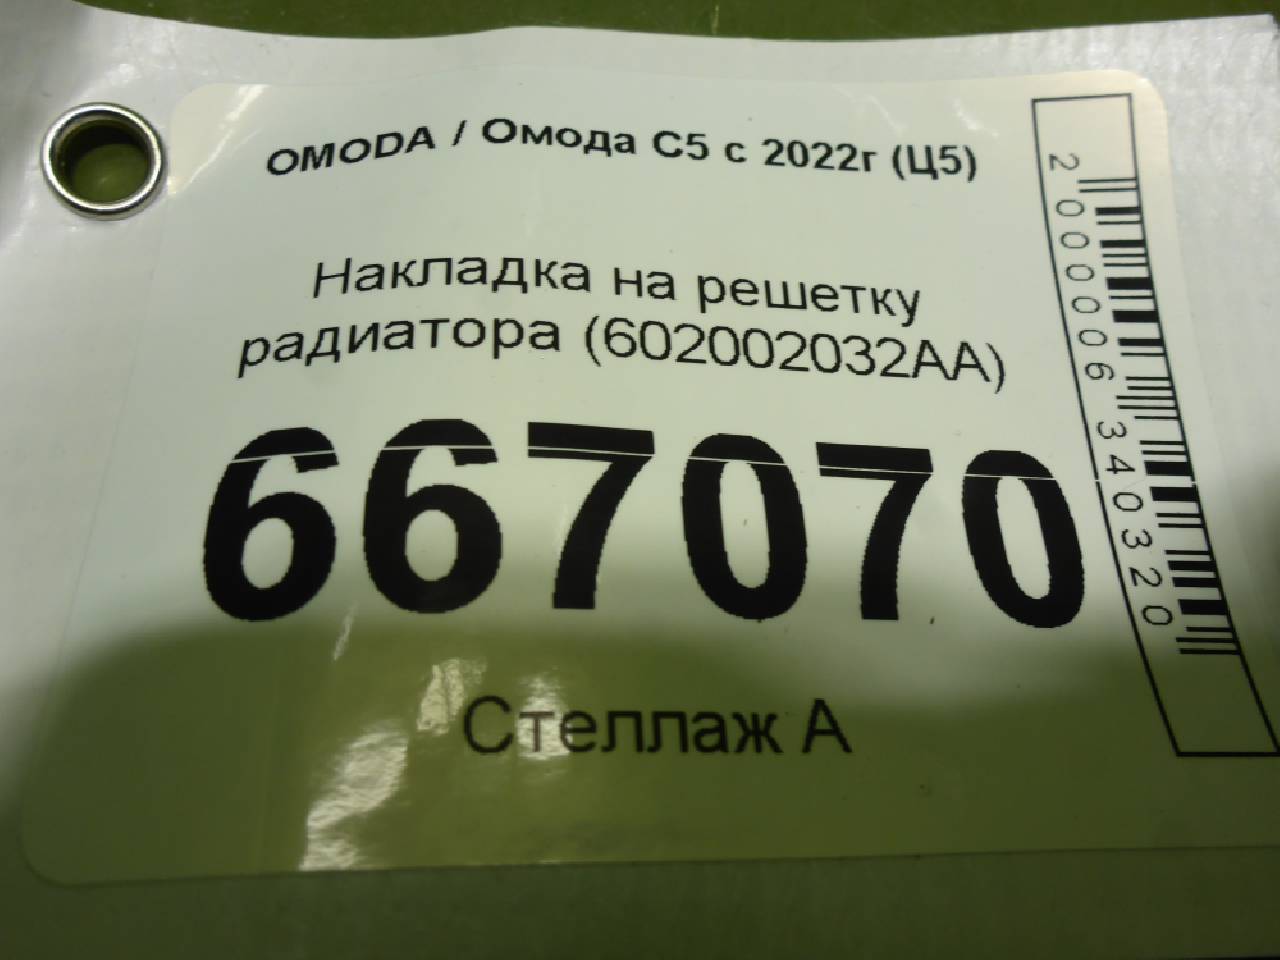 OMODA / Омода С5 с 2022г (Ц5)
Накладка на решетку
радиатора (602002032АА)
667070
Стеллаж А
2000006340320